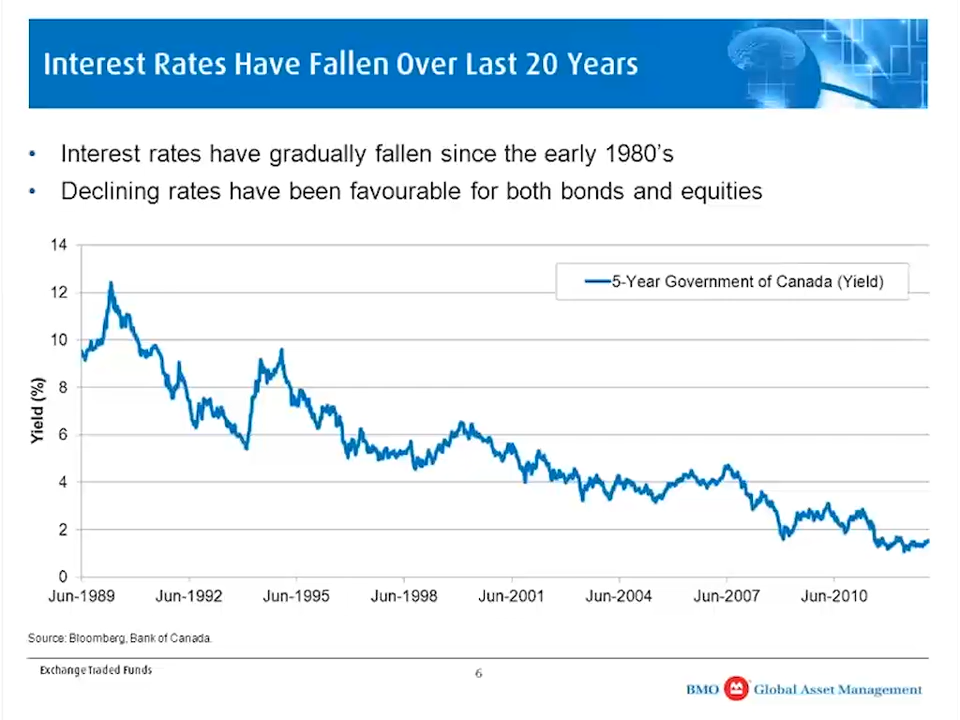 Interest Rates Have Fallen Over Last 20 Years
• Interest rates have gradually fallen since the early 1980's
• Declining rates have been favourable for both bonds and equities
14
5-Year Government of Canada (Yield)
12
10
8
Yield (%)
6
4
2
0
Jun-1989 Jun-1992 Jun-1995 Jun-1998 Jun-2001 Jun-2004 Jun-2007 Jun-2010
Source: Bloomberg, Bank of Canada.
Exchange Traded Funds
6
BMO Global Asset Management